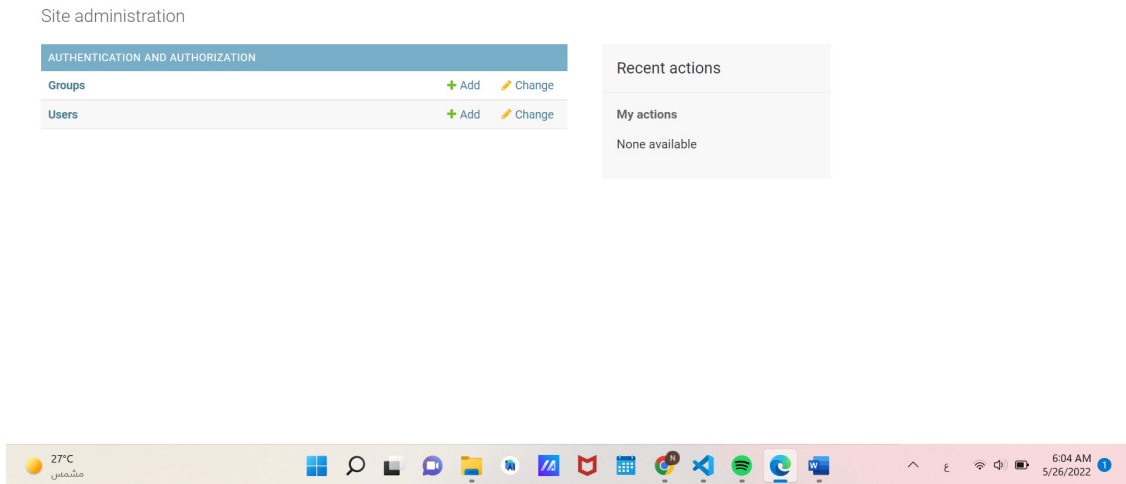 Site administration
AUTHENTICATION AND AUTHORIZATION
Groups
Add
Change
Users
Add
Change
Recent actions
My actions
None available
27°C
مشمس
N
W
ع
6:04 AM
5/26/2022
1